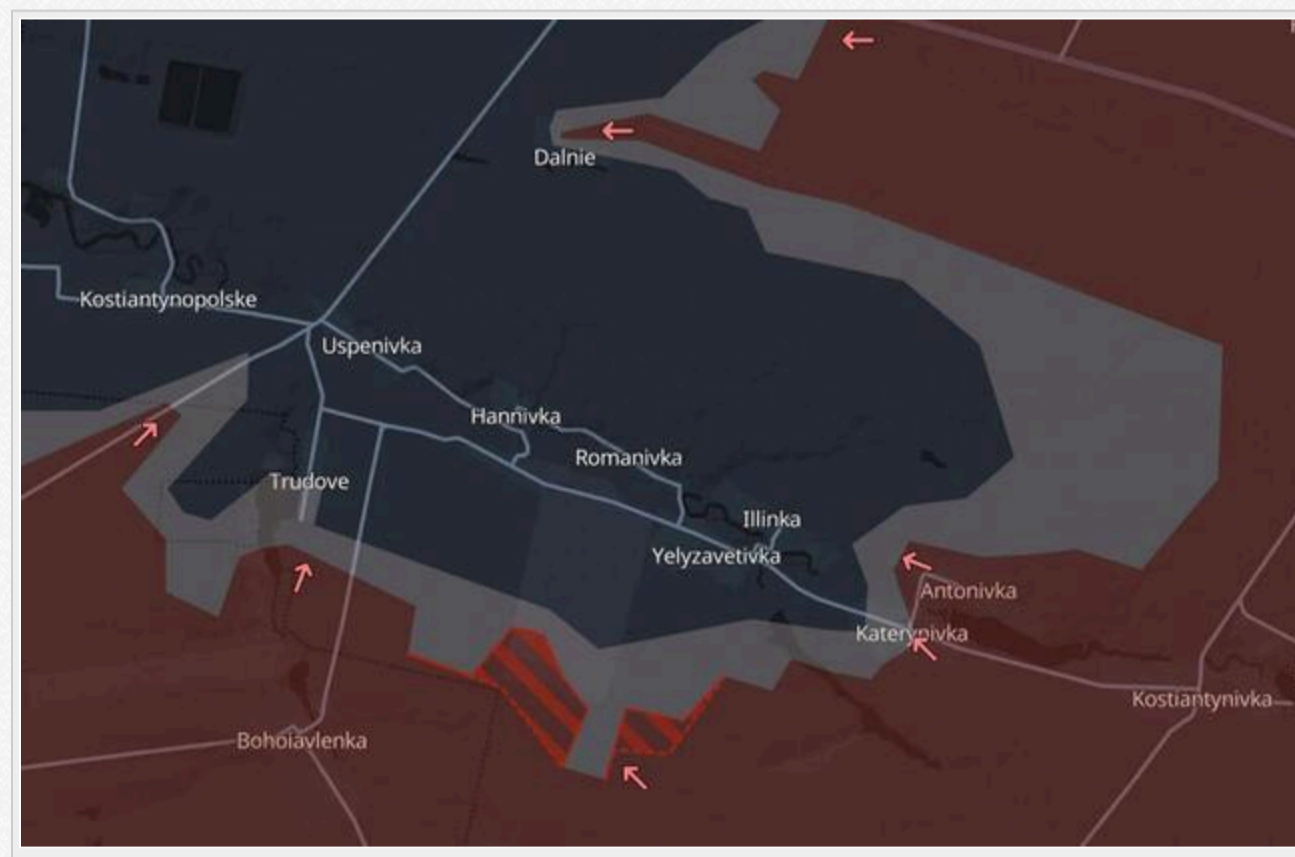 Dalnie
Kostiantynopolske
Uspenivka
Hannivka
Romanivka
Trudove
Illinka
Yelyzavetivka
Antonivka
Katerynivka
Kostiantynivka
Bohoiavlenka